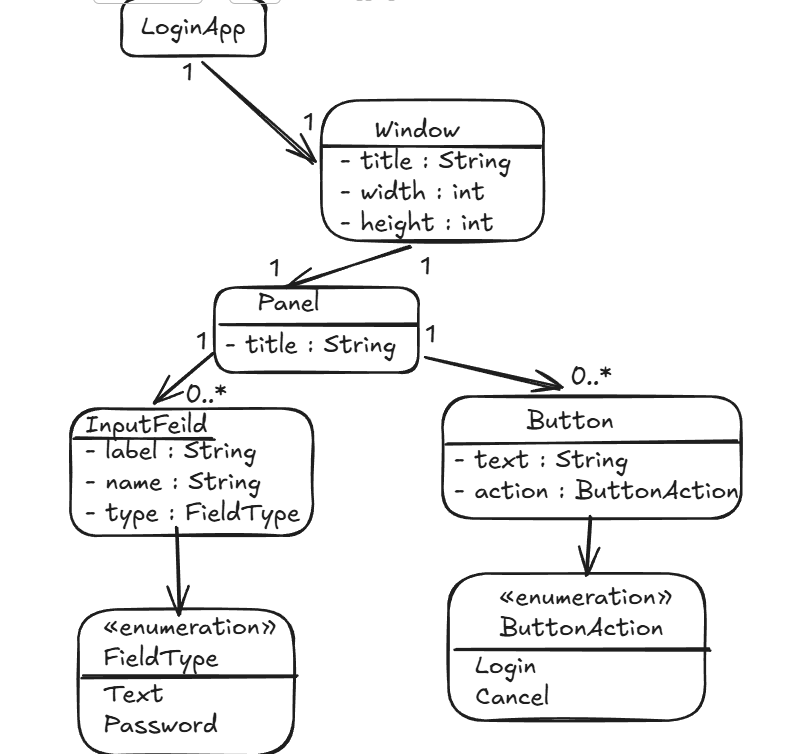 LoginApp
1
1
Window
- title : String
- width : int
- height : int
1
1
Panel
- title : String
1
1
0..*
0..*
InputFeild
- label : String
- name : String
- type : FieldType
Button
- text : String
- action : ButtonAction
«enumeration»
FieldType
Text
Password
«enumeration»
ButtonAction
Login
Cancel